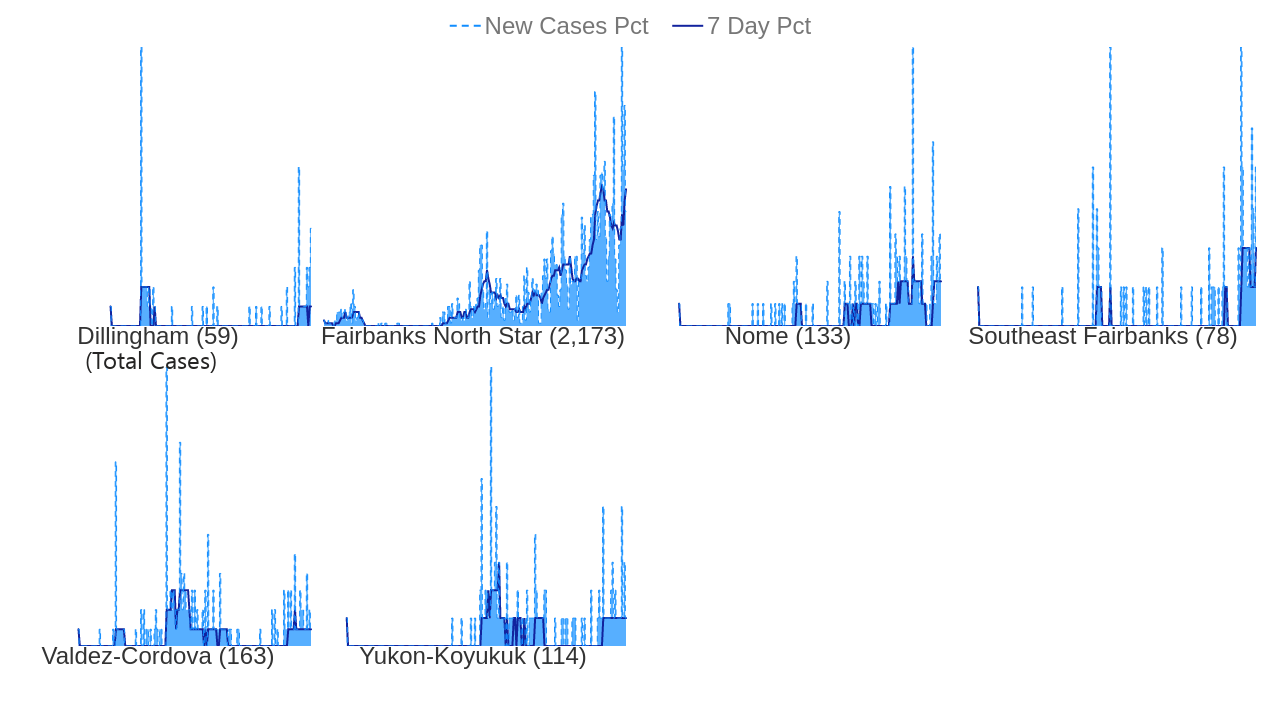 New Cases Pct 7 Day Pct
Dillingham (59) Fairbanks North Star (2,173) Nome (133) Southeast Fairbanks (78)
(Total Cases)
Valdez-Cordova (163) Yukon-Koyukuk (114)